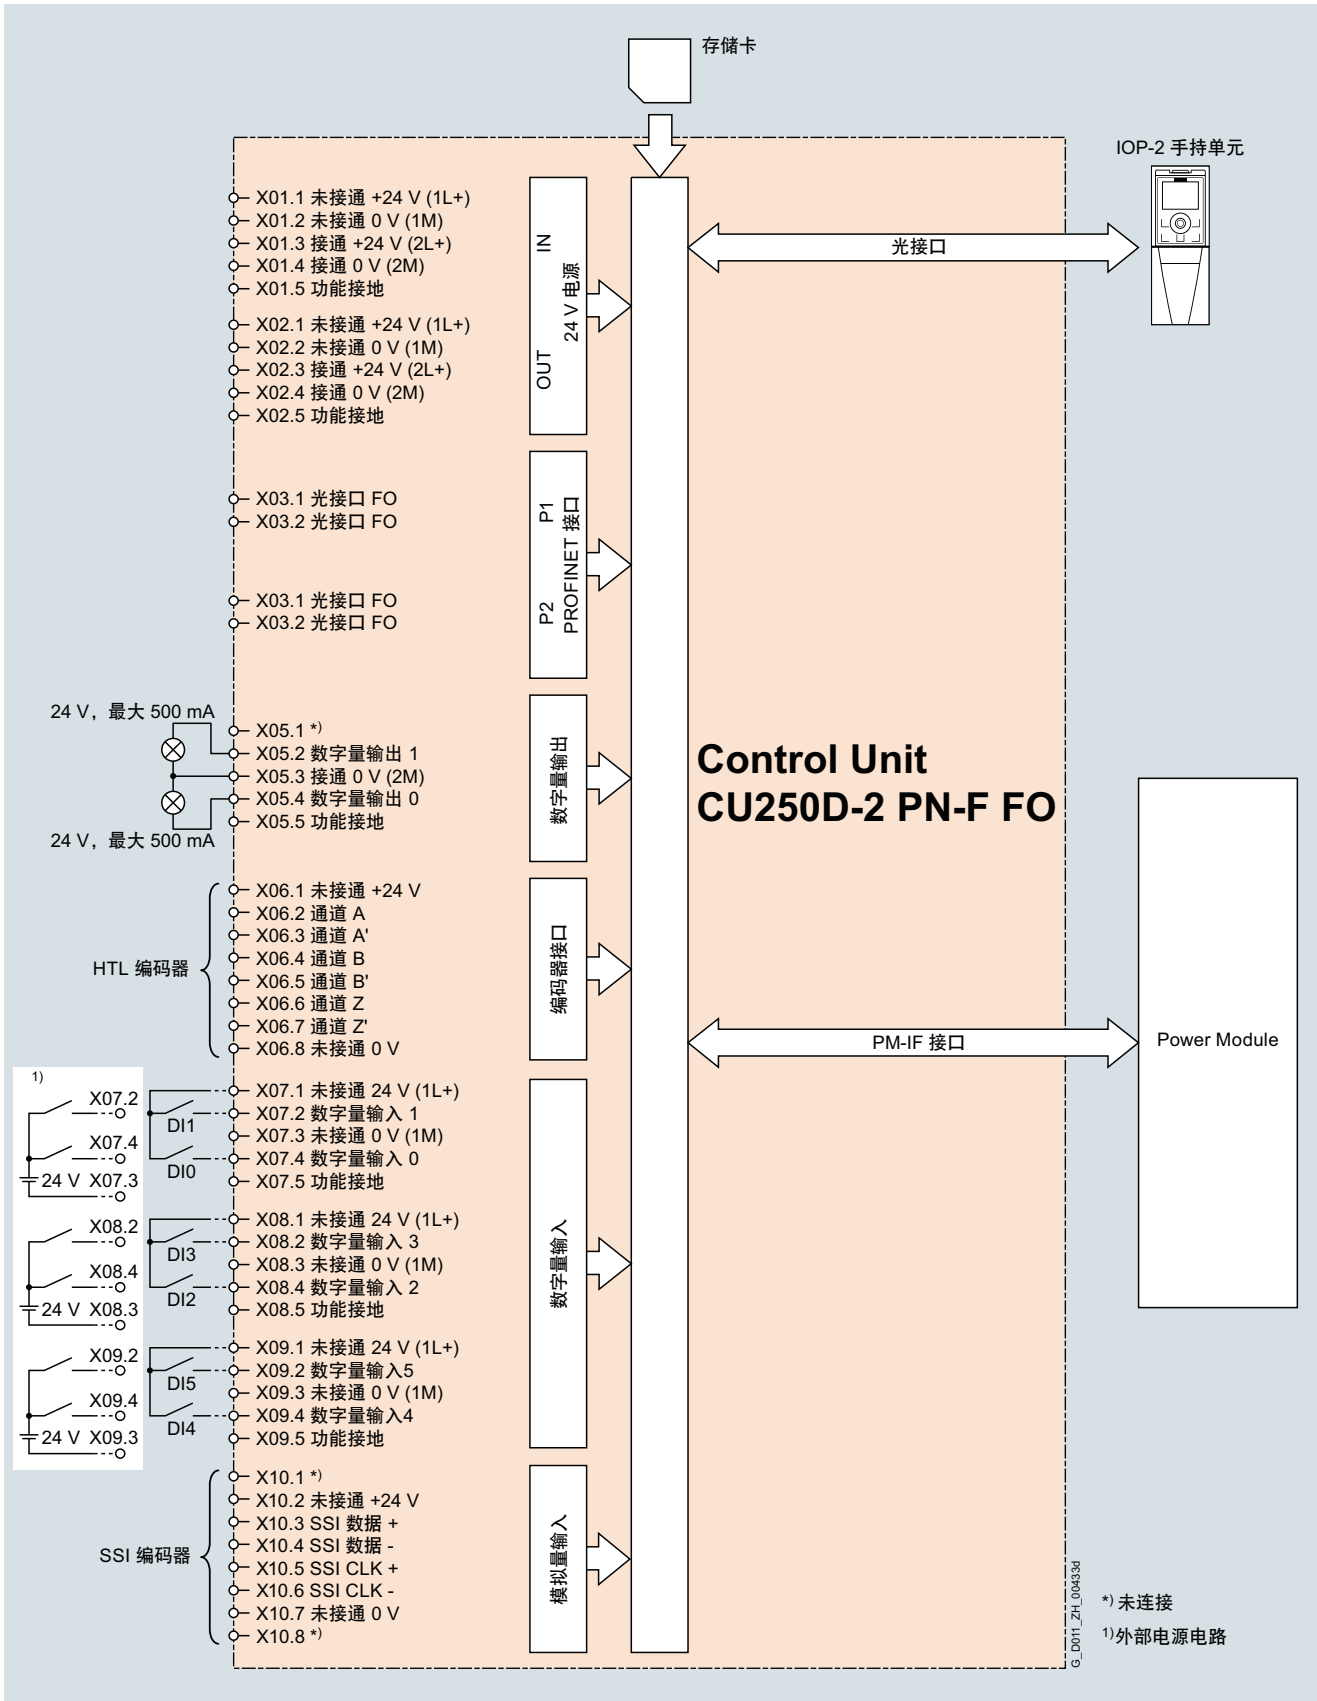 存储卡
IOP-2 手持单元
X01.1 未接通 +24 V (1L+)
X01.2 未接通 0 V (1M)
X01.3 接通 +24 V (2L+)
X01.4 接通 0 V (2M)
X01.5 功能接地
X02.1 未接通 +24 V (1L+)
X02.2 未接通 0 V (1M)
X02.3 接通 +24 V (2L+)
X02.4 接通 0 V (2M)
X02.5 功能接地
OUT IN
24 V 电源
光接口
X03.1 光接口 FO
X03.2 光接口 FO
X03.1 光接口 FO
X03.2 光接口 FO
P2 P1
PROFINET 接口
24 V，最大 500 mA
24 V，最大 500 mA
X05.1 *)
X05.2 数字量输出 1
X05.3 接通 0 V (2M)
X05.4 数字量输出 0
X05.5 功能接地
数字量输出
Control Unit
CU250D-2 PN-F FO
HTL 编码器
X06.1 未接通 +24 V
X06.2 通道 A
X06.3 通道 A'
X06.4 通道 B
X06.5 通道 B'
X06.6 通道 Z
X06.7 通道 Z'
X06.8 未接通 0 V
编码器接口
PM-IF 接口
Power Module
1)
X07.2
X07.4
24 V X07.3
DI1
DI0
X07.1 未接通 24 V (1L+)
X07.2 数字量输入 1
X07.3 未接通 0 V (1M)
X07.4 数字量输入 0
X07.5 功能接地
X08.2
X08.4
24 V X08.3
DI3
DI2
X08.1 未接通 24 V (1L+)
X08.2 数字量输入 3
X08.3 未接通 0 V (1M)
X08.4 数字量输入 2
X08.5 功能接地
数字量输入
X09.2
X09.4
24 V X09.3
DI5
DI4
X09.1 未接通 24 V (1L+)
X09.2 数字量输入5
X09.3 未接通 0 V (1M)
X09.4 数字量输入4
X09.5 功能接地
SSI 编码器
X10.1 *)
X10.2 未接通 +24 V
X10.3 SSI 数据 +
X10.4 SSI 数据 -
X10.5 SSI CLK +
X10.6 SSI CLK -
X10.7 未接通 0 V
X10.8 *)
模拟量输入
G_D011_ZH_00433d
*) 未连接
1)外部电源电路